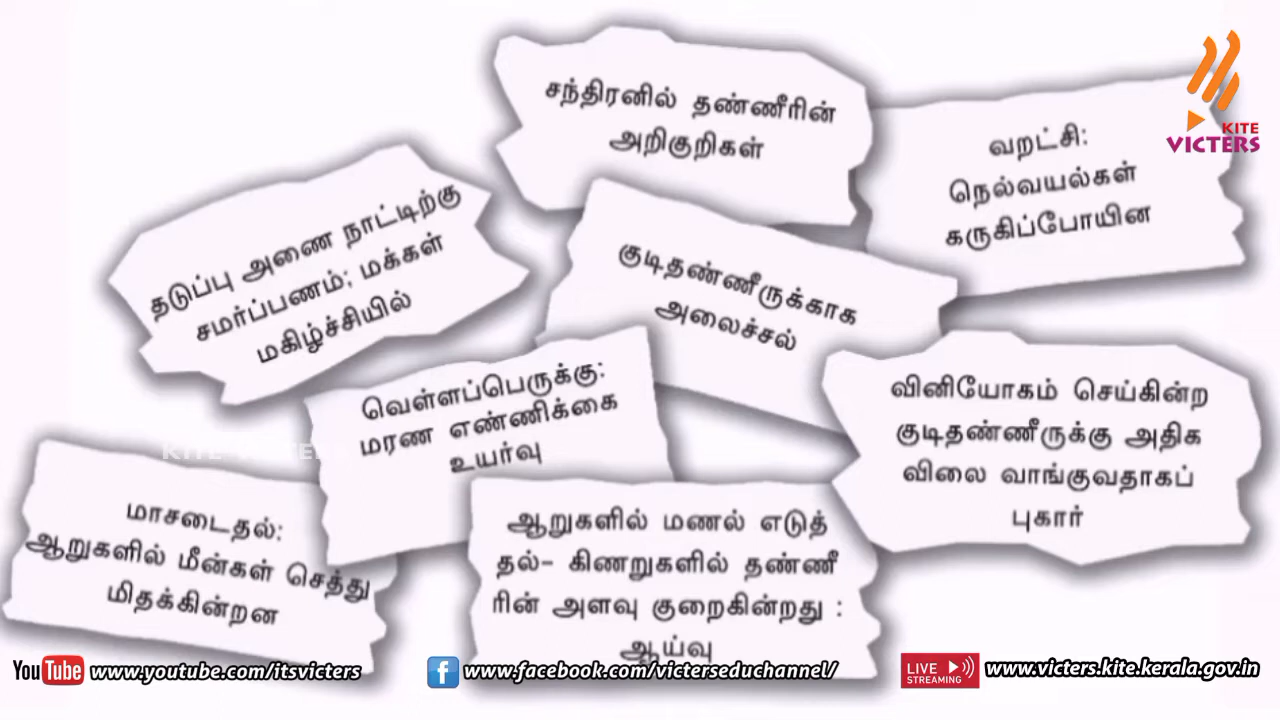 சந்திரனில் தண்ணீரின்
அறிகுறிகள்
KITE
VICTERS
வறட்சி:
நெல்வயல்கள்
கருகிப்போயின
தடுப்பு அணை நாட்டிற்கு
சமர்ப்பணம்; மக்கள்
மகிழ்ச்சியில்
குடிதண்ணீருக்காக
அலைச்சல்
வெள்ளப்பெருக்கு:
மரண எண்ணிக்கை
உயர்வு
வினியோகம் செய்கின்ற
குடிதண்ணீருக்கு அதிக
விலை வாங்குவதாகப்
புகார்
KITE VICTERS
மாசடைதல்:
ஆறுகளில் மீன்கள் செத்து
மிதக்கின்றன
ஆறுகளில் மணல் எடுத்
தல்- கிணறுகளில் தண்ணீ
ரின் அளவு குறைகின்றது :
ஆய்வு
YouTube www.youtube.com/itsvicters
f www.facebook.com/victerseduchannel/
LIVE
STREAMING
www.victers.kite.kerala.gov.in